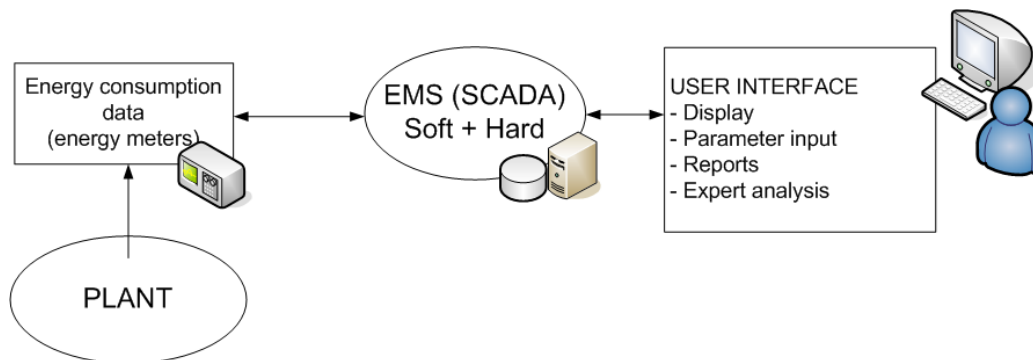 Energy consumption
data
(energy meters)
EMS (SCADA)
Soft + Hard
USER INTERFACE
- Display
- Parameter input
- Reports
- Expert analysis
PLANT